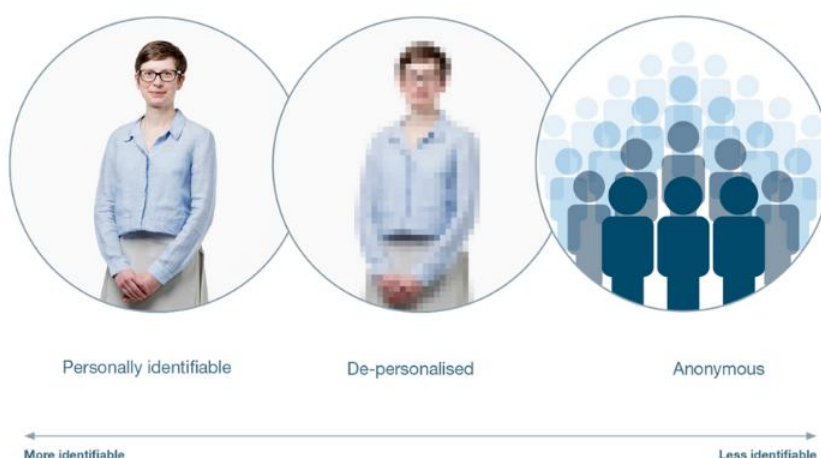 Personally identifiable
De-personalised
Anonymous
More identifiable
Less identifiable